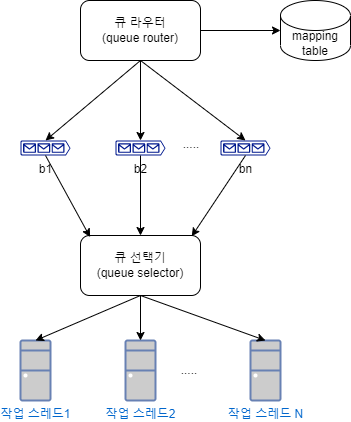 큐 라우터
(queue router)
mapping
table
.....
b1
b2
bn
큐 선택기
(queue selector)
.....
작업 스레드1
작업 스레드2
작업 스레드 N